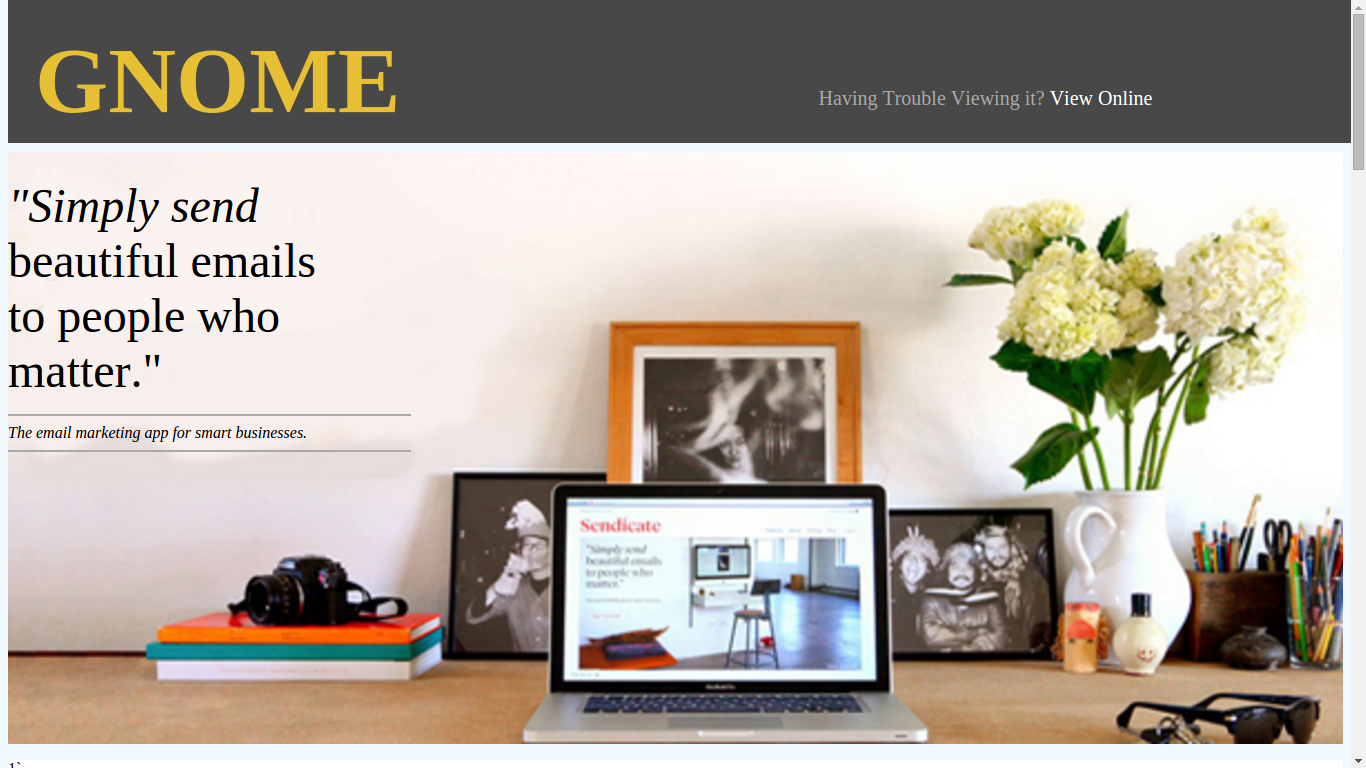 GNOME
Having Trouble Viewing it? View Online
"Simply send
beautiful emails
to people who
matter."
The email marketing app for smart businesses.
Sendicate
"Simply send
beautiful emails
to people who
matter."
1`